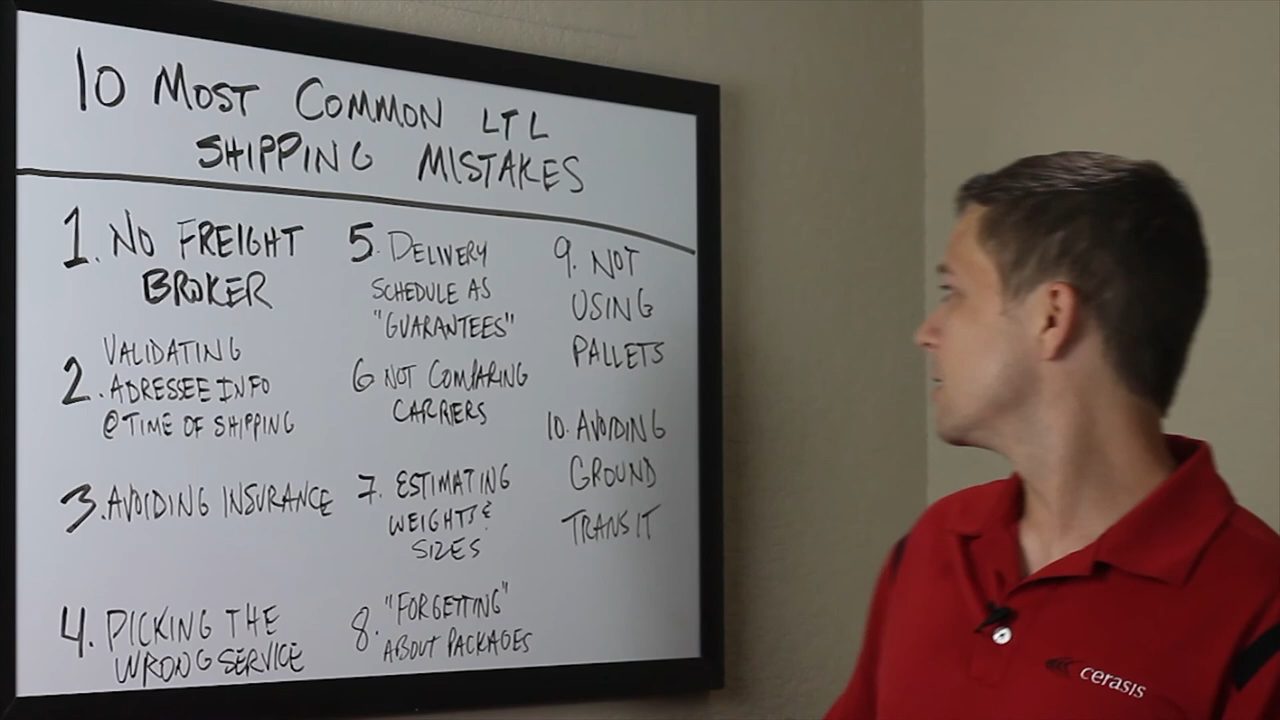 10 MOST COMMON LTL
SHIPPING MISTAKES
1. NO FREIGHT
BROKER
2. VALIDATING
ADRESSEE INFO
@ TIME OF SHIPPING
3. AVOIDING INSURANCE
4. PICKING THE
WRONG SERVICE
5. DELIVERY
SCHEDULE AS
"GUARANTEES"
6 NOT COMPARING
CARRIERS
7. ESTIMATING
WEIGHTS &
SIZES
8. "FORGETTING"
ABOUT PACKAGES
9. NOT
USING
PALLETS
10. AVOIDING
GROUND
TRANSIT
cerasis